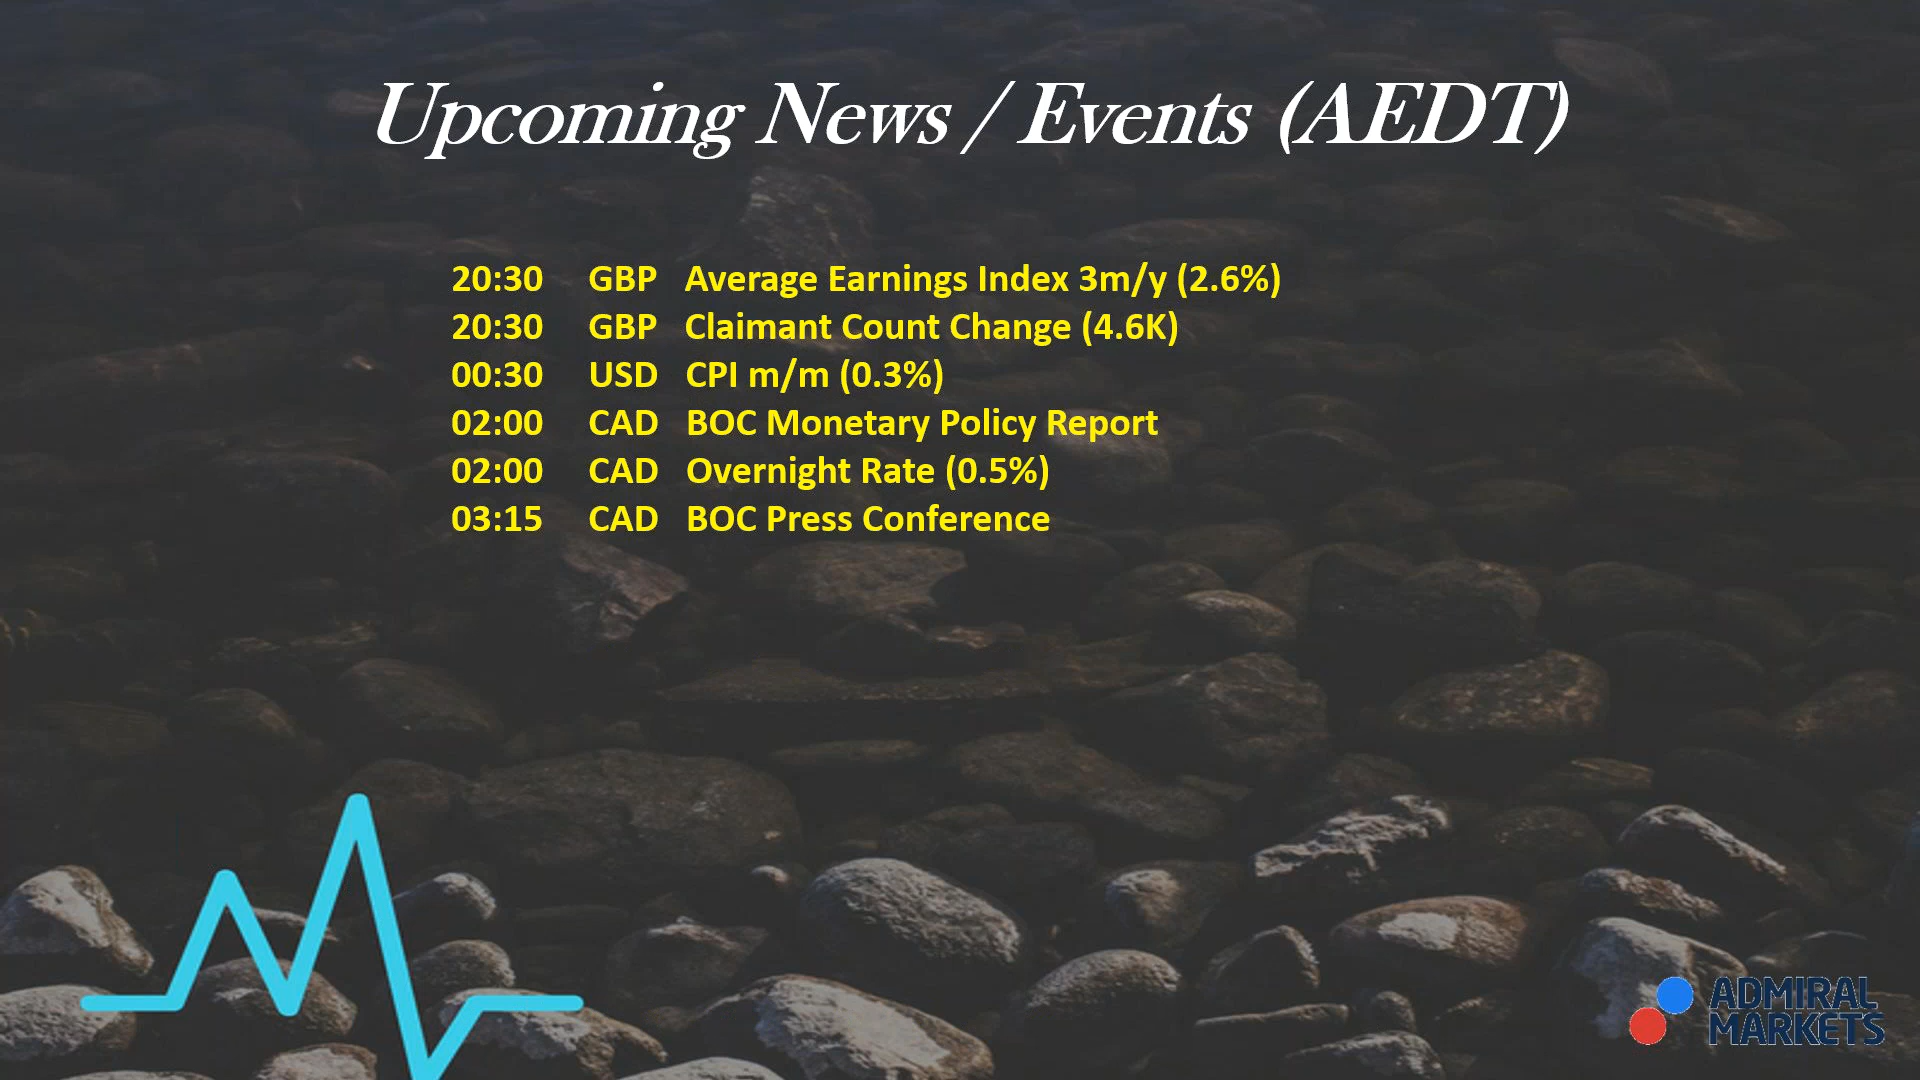 Upcoming News / Events (AEDT)
20:30 GBP Average Earnings Index 3m/y (2.6%)
20:30 GBP Claimant Count Change (4.6K)
00:30 USD CPI m/m (0.3%)
02:00 CAD BOC Monetary Policy Report
02:00 CAD Overnight Rate (0.5%)
03:15 CAD BOC Press Conference
ADMIRAL
MARKETS